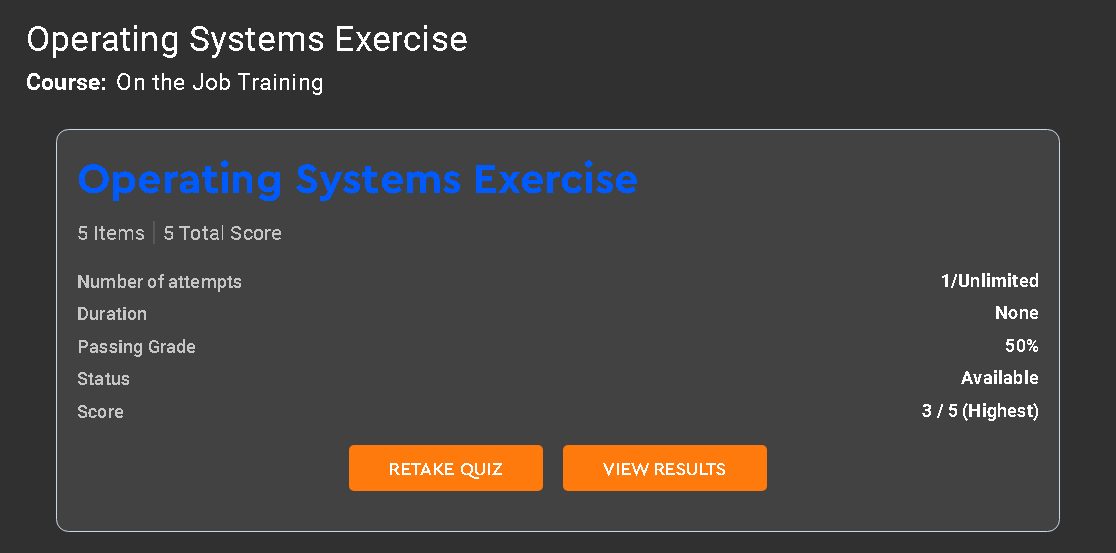 Operating Systems Exercise
Course: On the Job Training
Operating Systems Exercise
5 Items | 5 Total Score
Number of attempts 1/Unlimited
Duration None
Passing Grade 50%
Status Available
Score 3 / 5 (Highest)
RETAKE QUIZ VIEW RESULTS